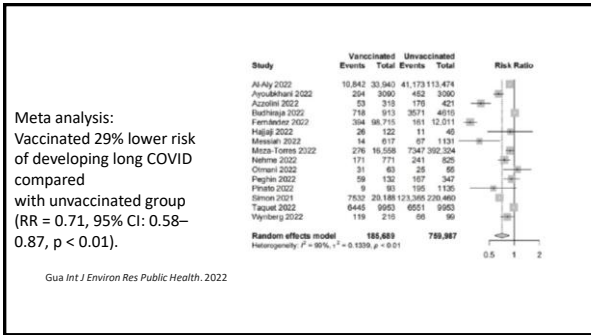 Meta analysis:
Vaccinated 29% lower risk
of developing long COVID
compared
with unvaccinated group
(RR = 0.71, 95% CI: 0.58–
0.87, p < 0.01).
Gua Int J Environ Res Public Health. 2022
Vaccinated Unvaccinated
Study Events Total Events Total Risk Ratio
Al-Aly 2022 10,842 33,940 41,173 113,474
Ayoubkhani 2022 294 3090 452 3090
Azzolini 2022 53 318 176 421
Budhiraja 2022 718 913 3571 4616
Fernández 2022 394 98,715 161 12,011
Hajjaji 2022 26 122 11 46
Messiah 2022 14 617 67 1131
Meza-Torres 2022 276 16,558 7347 392,324
Nehme 2022 171 771 241 825
Otmani 2022 31 63 25 55
Peghin 2022 59 132 167 347
Pinato 2022 9 93 195 1135
Simon 2021 7532 20,188 123,365 220,460
Taquet 2022 6445 9953 6551 9953
Wynberg 2022 119 216 66 99
Random effects model 185,689 759,987
Heterogeneity: I² = 90%, τ² = 0.1339, p < 0.01
0.5 1 2